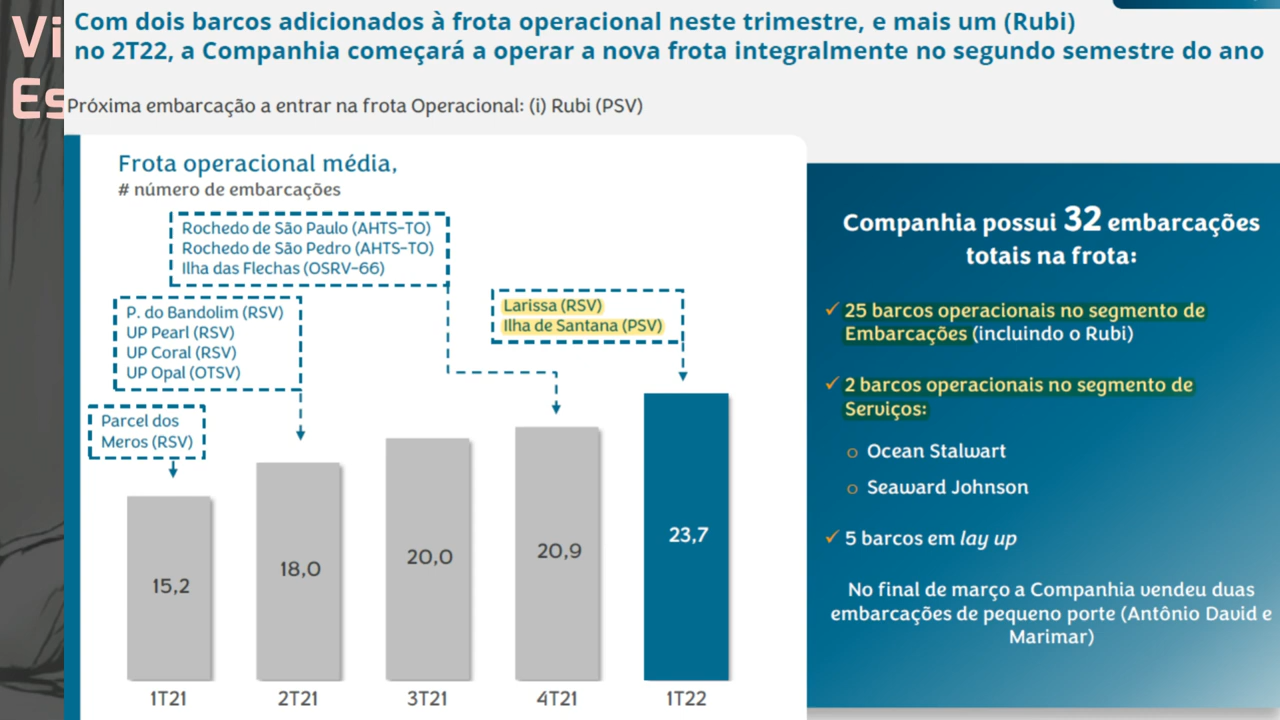 Vi
Es
Com dois barcos adicionados à frota operacional neste trimestre, e mais um (Rubi)
no 2T22, a Companhia começará a operar a nova frota integralmente no segundo semestre do ano
Próxima embarcação a entrar na frota Operacional: (i) Rubi (PSV)
Frota operacional média,
# número de embarcações
Rochedo de São Paulo (AHTS-TO)
Rochedo de São Pedro (AHTS-TO)
Ilha das Flechas (OSRV-66)
P. do Bandolim (RSV)
UP Pearl (RSV)
UP Coral (RSV)
UP Opal (OTSV)
Parcel dos
Meros (RSV)
Larissa (RSV)
Ilha de Santana (PSV)
15,2
18,0
20,0
20,9
23,7
1T21
2T21
3T21
4T21
1T22
Companhia possui 32 embarcações
totais na frota:
✓ 25 barcos operacionais no segmento de
Embarcações (incluindo o Rubi)
✓ 2 barcos operacionais no segmento de
Serviços:
o Ocean Stalwart
o Seaward Johnson
✓ 5 barcos em lay up
No final de março a Companhia vendeu duas
embarcações de pequeno porte (Antônio David e
Marimar)